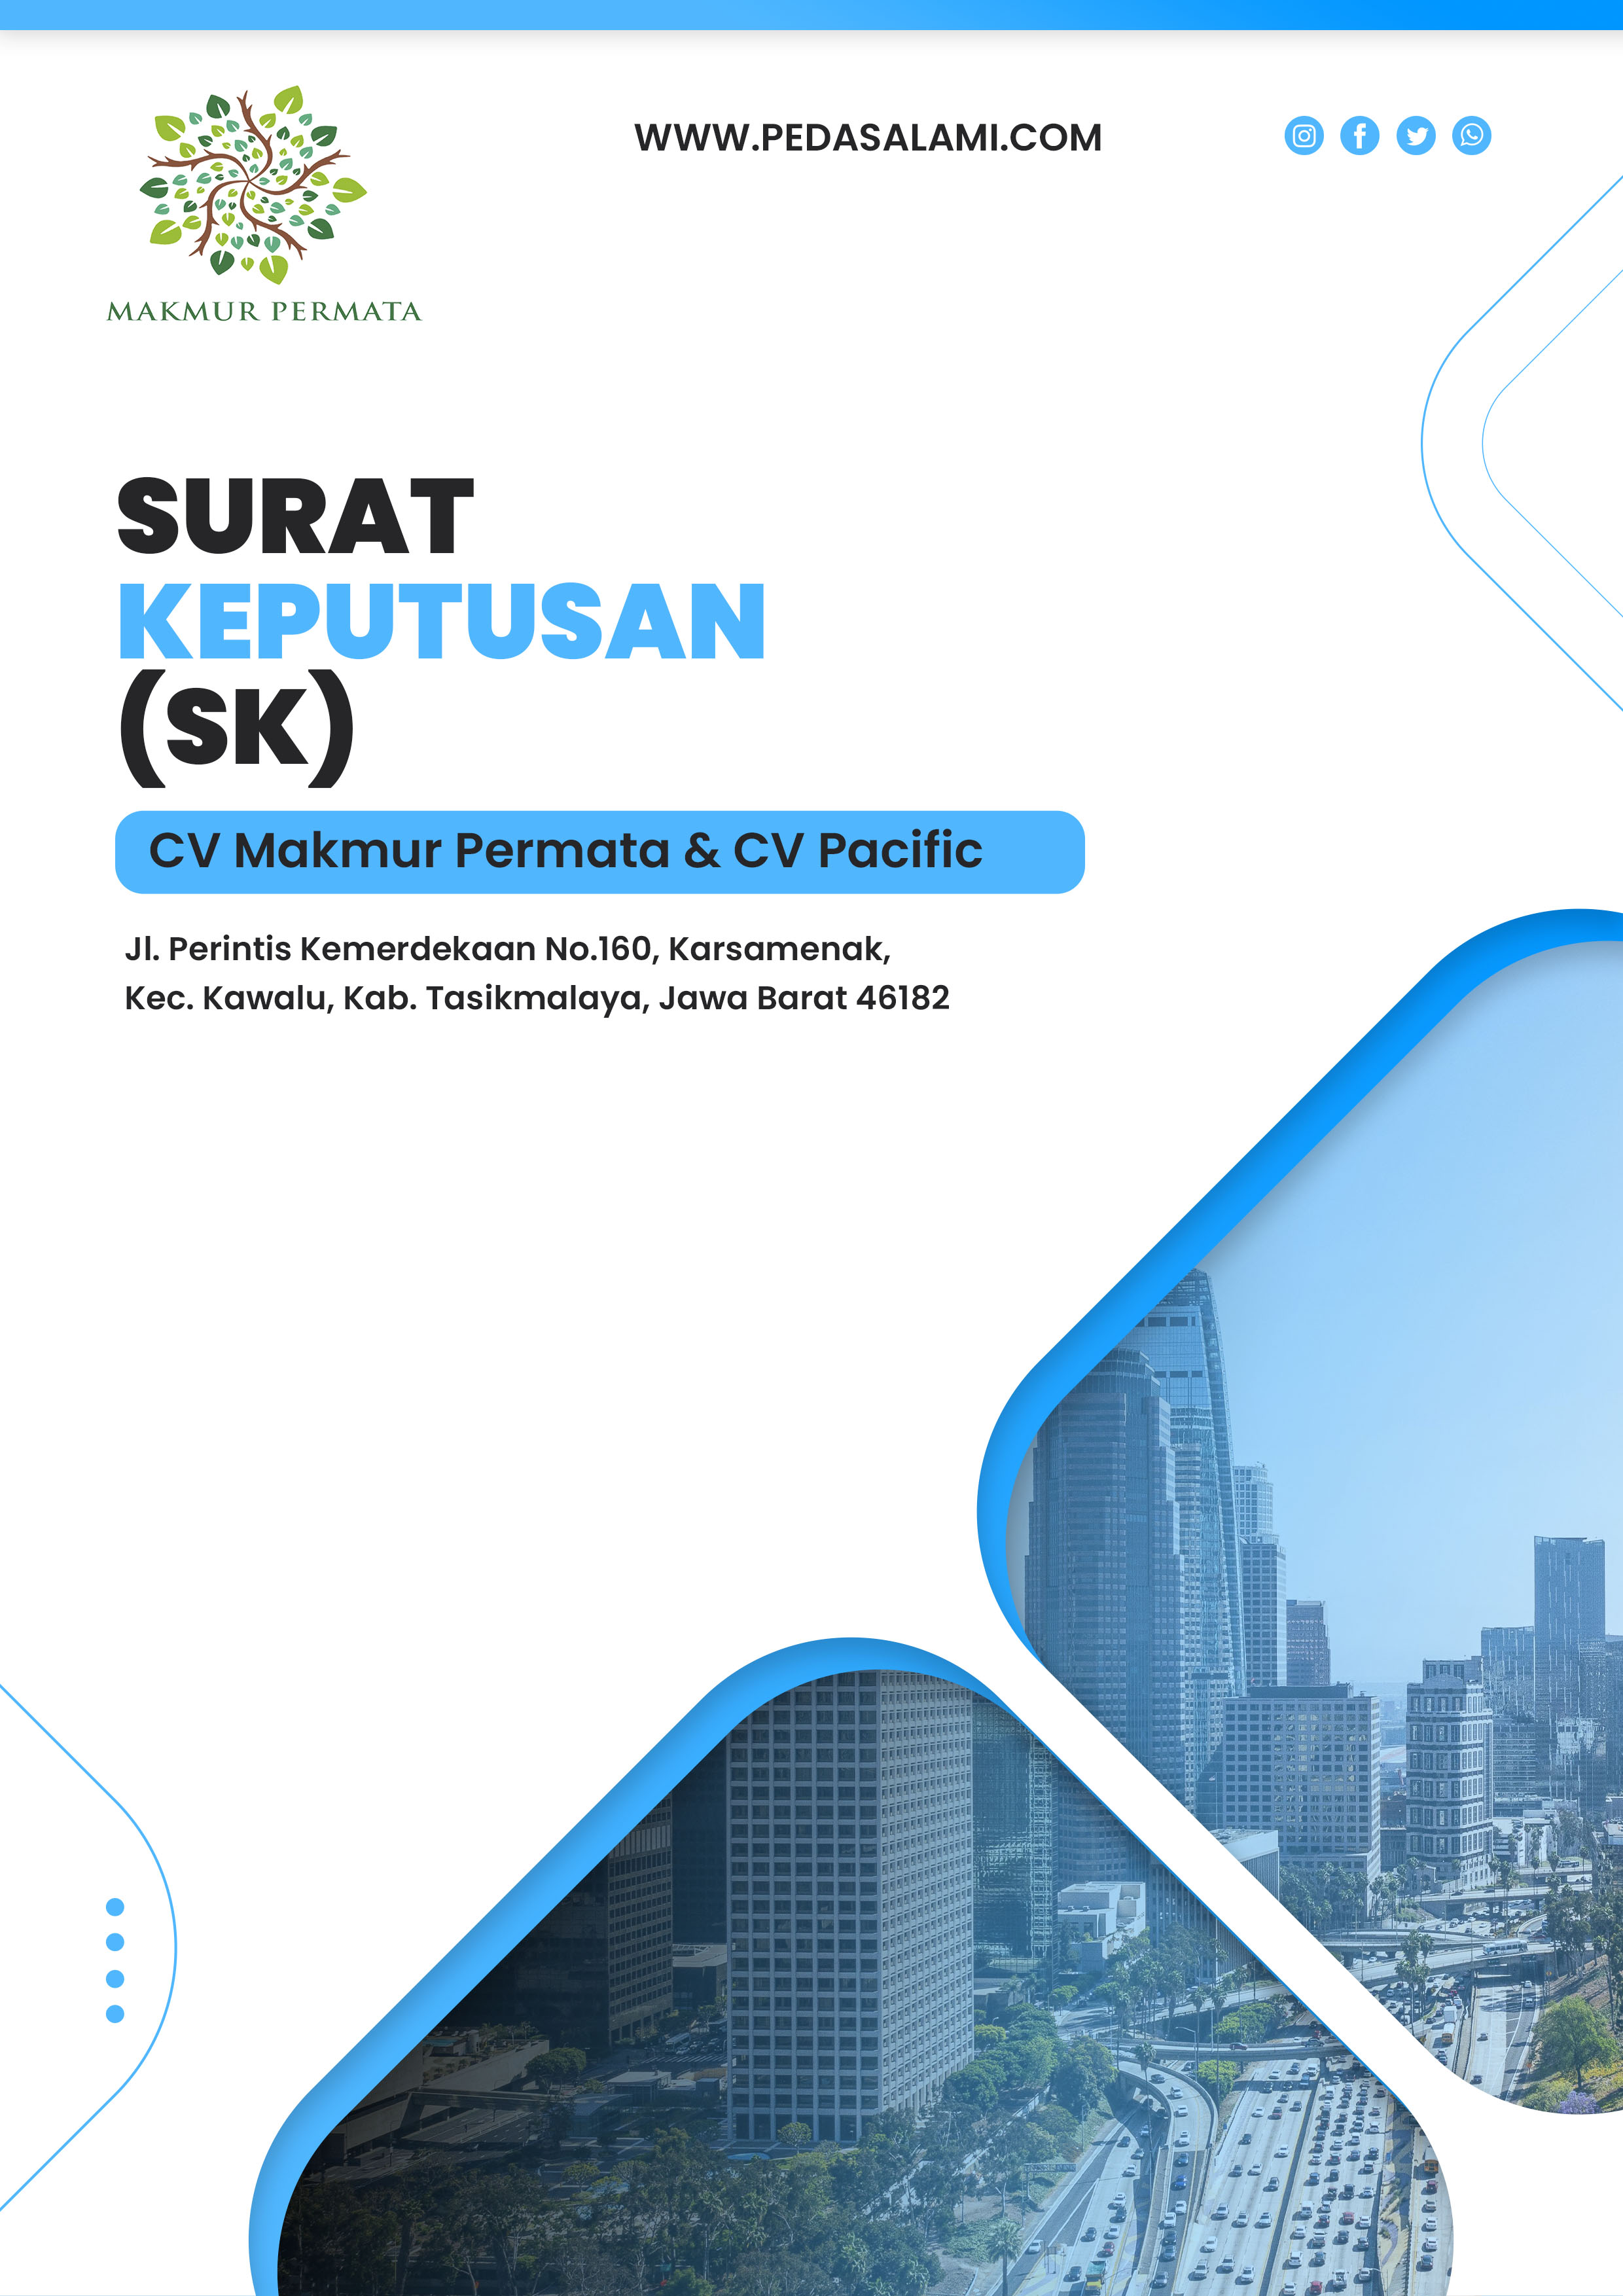 WWW.PEDASALAMI.COM
MAKMUR PERMATA
SURAT
KEPUTUSAN
(SK)
CV Makmur Permata & CV Pacific
Jl. Perintis Kemerdekaan No.160, Karsamenak,
Kec. Kawalu, Kab. Tasikmalaya, Jawa Barat 46182